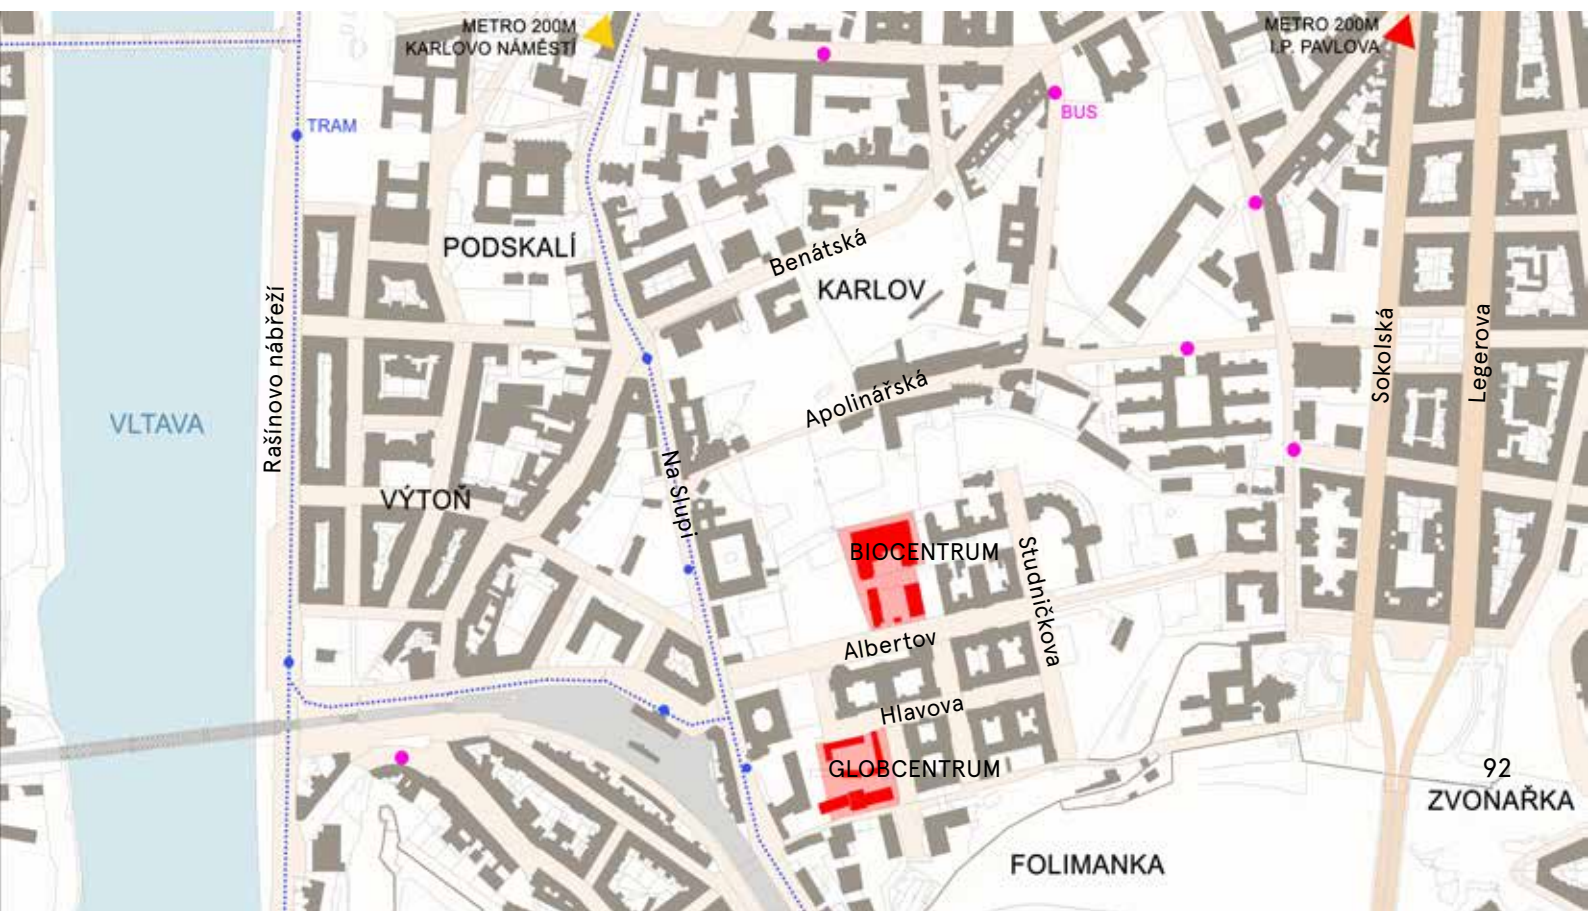 METRO 200M
KARLOVO NÁMĚSTÍ
METRO 200M
I.P. PAVLOVA
TRAM
BUS
PODSKALÍ
Benátská
KARLOV
Rašínovo nábřeží
Sokolská
Legerova
VLTAVA
Apolinářská
VÝTOŇ
Na Slupi
BIOCENTRUM
Studničkova
Albertov
Hlavova
GLOBCENTRUM
92
ZVONAŘKA
FOLIMANKA